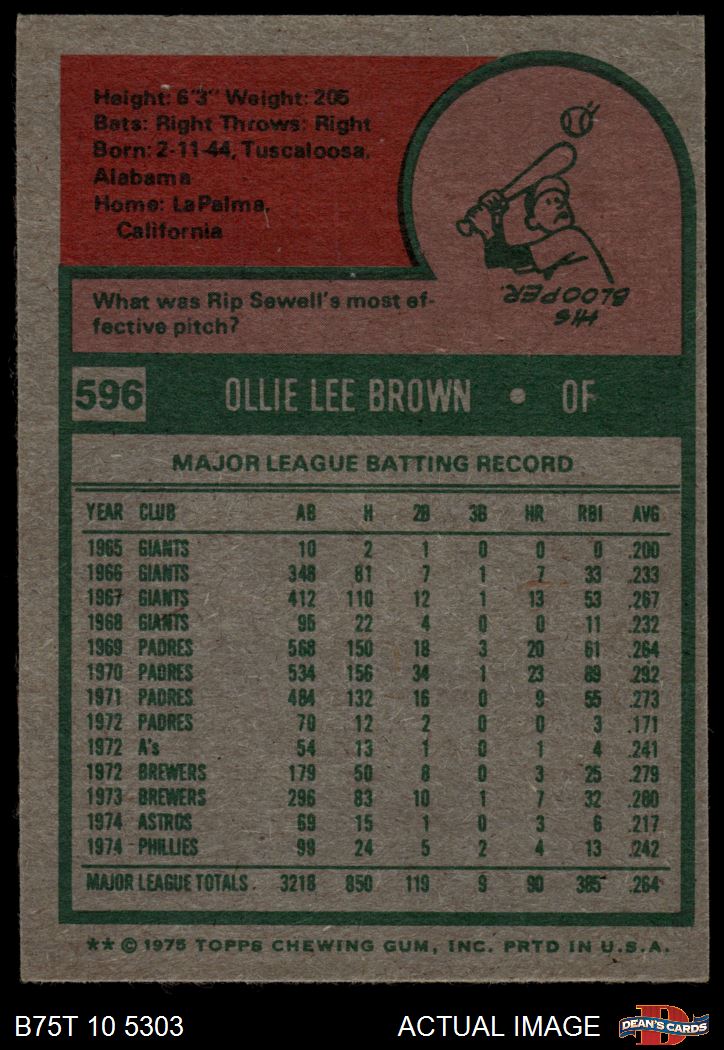 Height: 6'3" Weight: 205
Bats: Right Throws: Right
Born: 2-11-44, Tuscaloosa,
Alabama
Home: La Palma,
California
What was Rip Sewell's most ef-
fective pitch?
HIS
BLOOPER.
596 OLLIE LEE BROWN • OF
MAJOR LEAGUE BATTING RECORD
YEAR CLUB AB H 2B 3B HR RBI AVG
1965 GIANTS 10 2 1 0 0 0 .200
1966 GIANTS 348 81 7 1 7 33 .233
1967 GIANTS 412 110 12 1 13 53 .267
1968 GIANTS 95 22 4 0 0 11 .232
1969 PADRES 568 150 18 3 20 61 .264
1970 PADRES 534 156 34 1 23 89 .292
1971 PADRES 484 132 16 0 9 55 .273
1972 PADRES 70 12 2 0 0 3 .171
1972 A's 54 13 1 0 1 4 .241
1972 BREWERS 179 50 8 0 3 25 .279
1973 BREWERS 296 83 10 1 7 32 .280
1974 ASTROS 69 15 1 0 3 6 .217
1974 PHILLIES 99 24 5 2 4 13 .242
MAJOR LEAGUE TOTALS 3218 850 119 9 90 385 .264
** © 1975 TOPPS CHEWING GUM, INC. PRTD IN U.S.A.
B75T 10 5303 ACTUAL IMAGE
D
DEAN'S CARDS